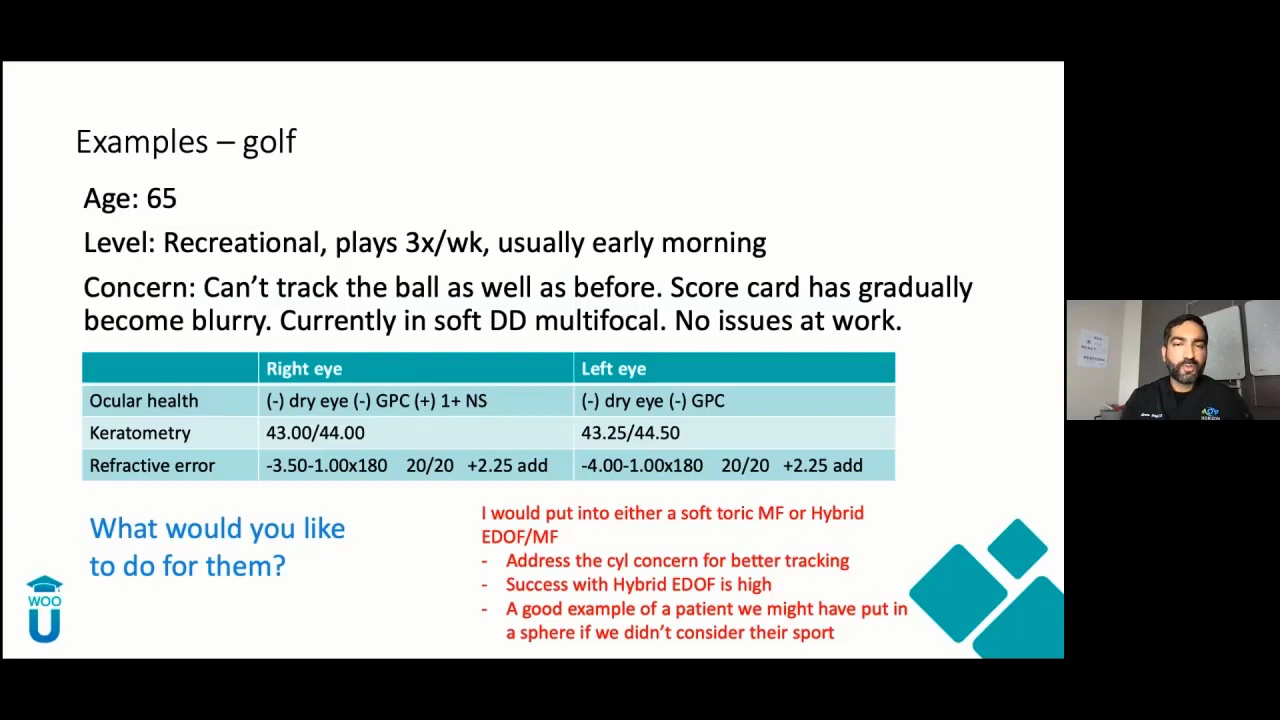 Examples – golf
Age: 65
Level: Recreational, plays 3x/wk, usually early morning
Concern: Can't track the ball as well as before. Score card has gradually
become blurry. Currently in soft DD multifocal. No issues at work.
Right eye Left eye
Ocular health (-) dry eye (-) GPC (+) 1+ NS (-) dry eye (-) GPC
Keratometry 43.00/44.00 43.25/44.50
Refractive error -3.50-1.00x180 20/20 +2.25 add -4.00-1.00x180 20/20 +2.25 add
What would you like
to do for them?
I would put into either a soft toric MF or Hybrid
EDOF/MF
- Address the cyl concern for better tracking
- Success with Hybrid EDOF is high
- A good example of a patient we might have put in
a sphere if we didn't consider their sport
WOO
U